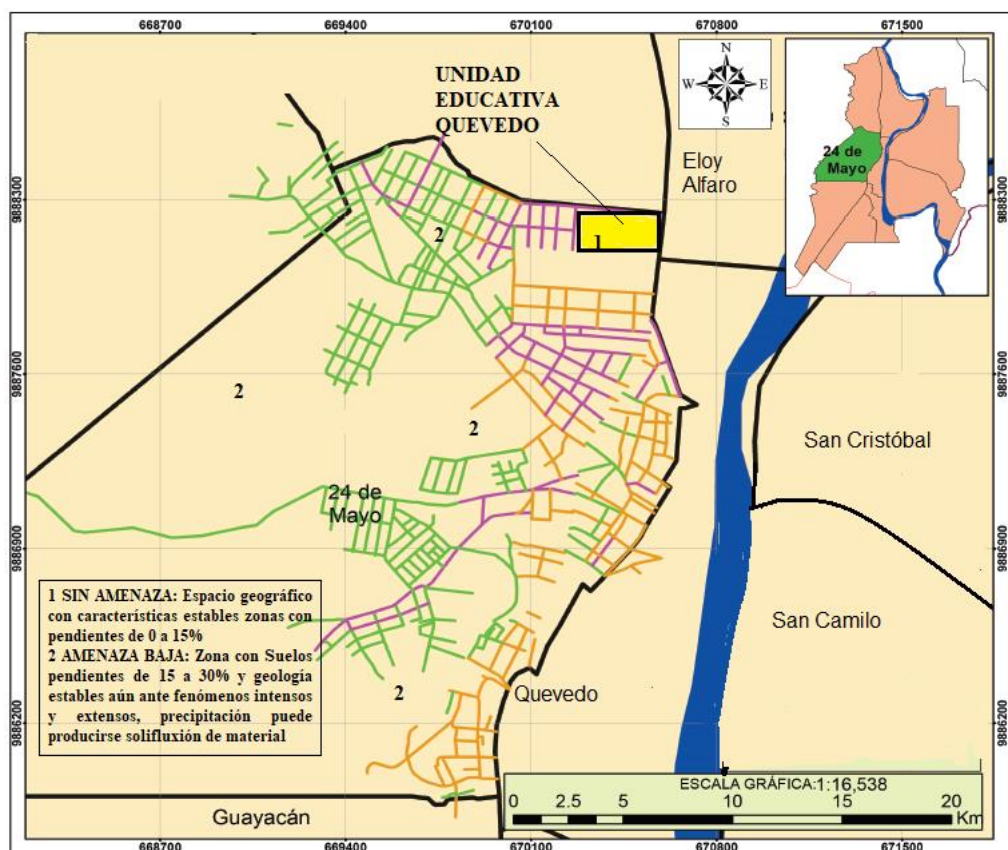 668700
669400
670100
670800
671500
UNIDAD
EDUCATIVA
QUEVEDO
N
W
E
S
Eloy
Alfaro
24 de
Mayo
9888300
9888300
2
1
9887600
9887600
2
2
San Cristóbal
24 de
Mayo
9886900
9886900
1 SIN AMENAZA: Espacio geográfico
con características estables zonas con
pendientes de 0 a 15%
2 AMENAZA BAJA: Zona con Suelos
pendientes de 15 a 30% y geología
estables aún ante fenómenos intensos
y extensos, precipitación puede
producirse solifluxión de material
San Camilo
2
Quevedo
9886200
9886200
ESCALA GRÁFICA:1:16,538
0
2.5
5
10
15
20
Km
Guayacán
668700
669400
670100
670800
671500